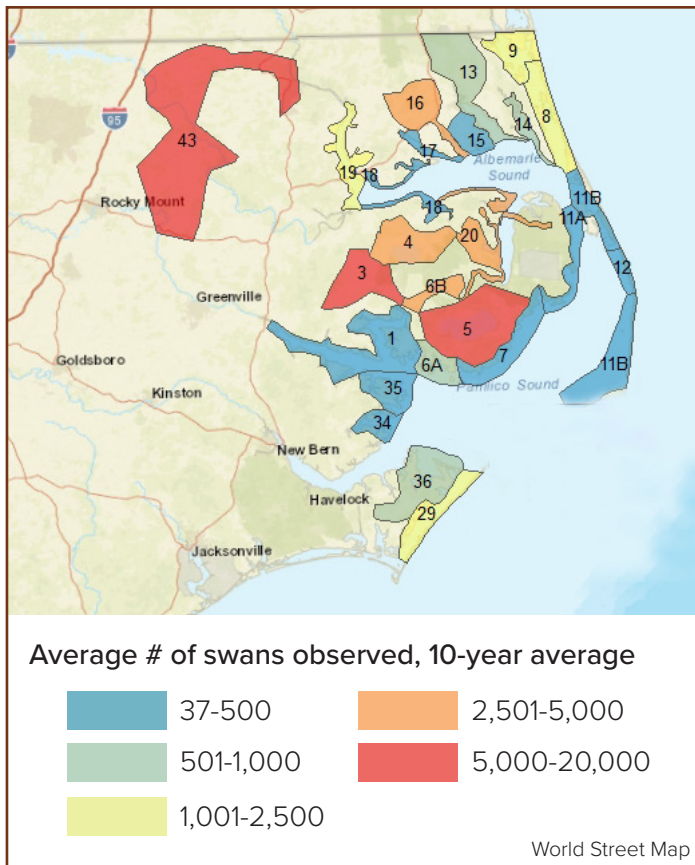 9
13
8
16
14
95
15
43
17
Albemarle
Sound
19
18
11B
Rocky Mount
18
11A
20
4
12
3
6B
Greenville
5
1
7
11B
6A
Goldsboro
35
Pamlico Sound
Kinston
34
New Bern
36
Havelock
29
Jacksonville
Average # of swans observed, 10-year average
37-500
2,501-5,000
501-1,000
5,000-20,000
1,001-2,500
World Street Map